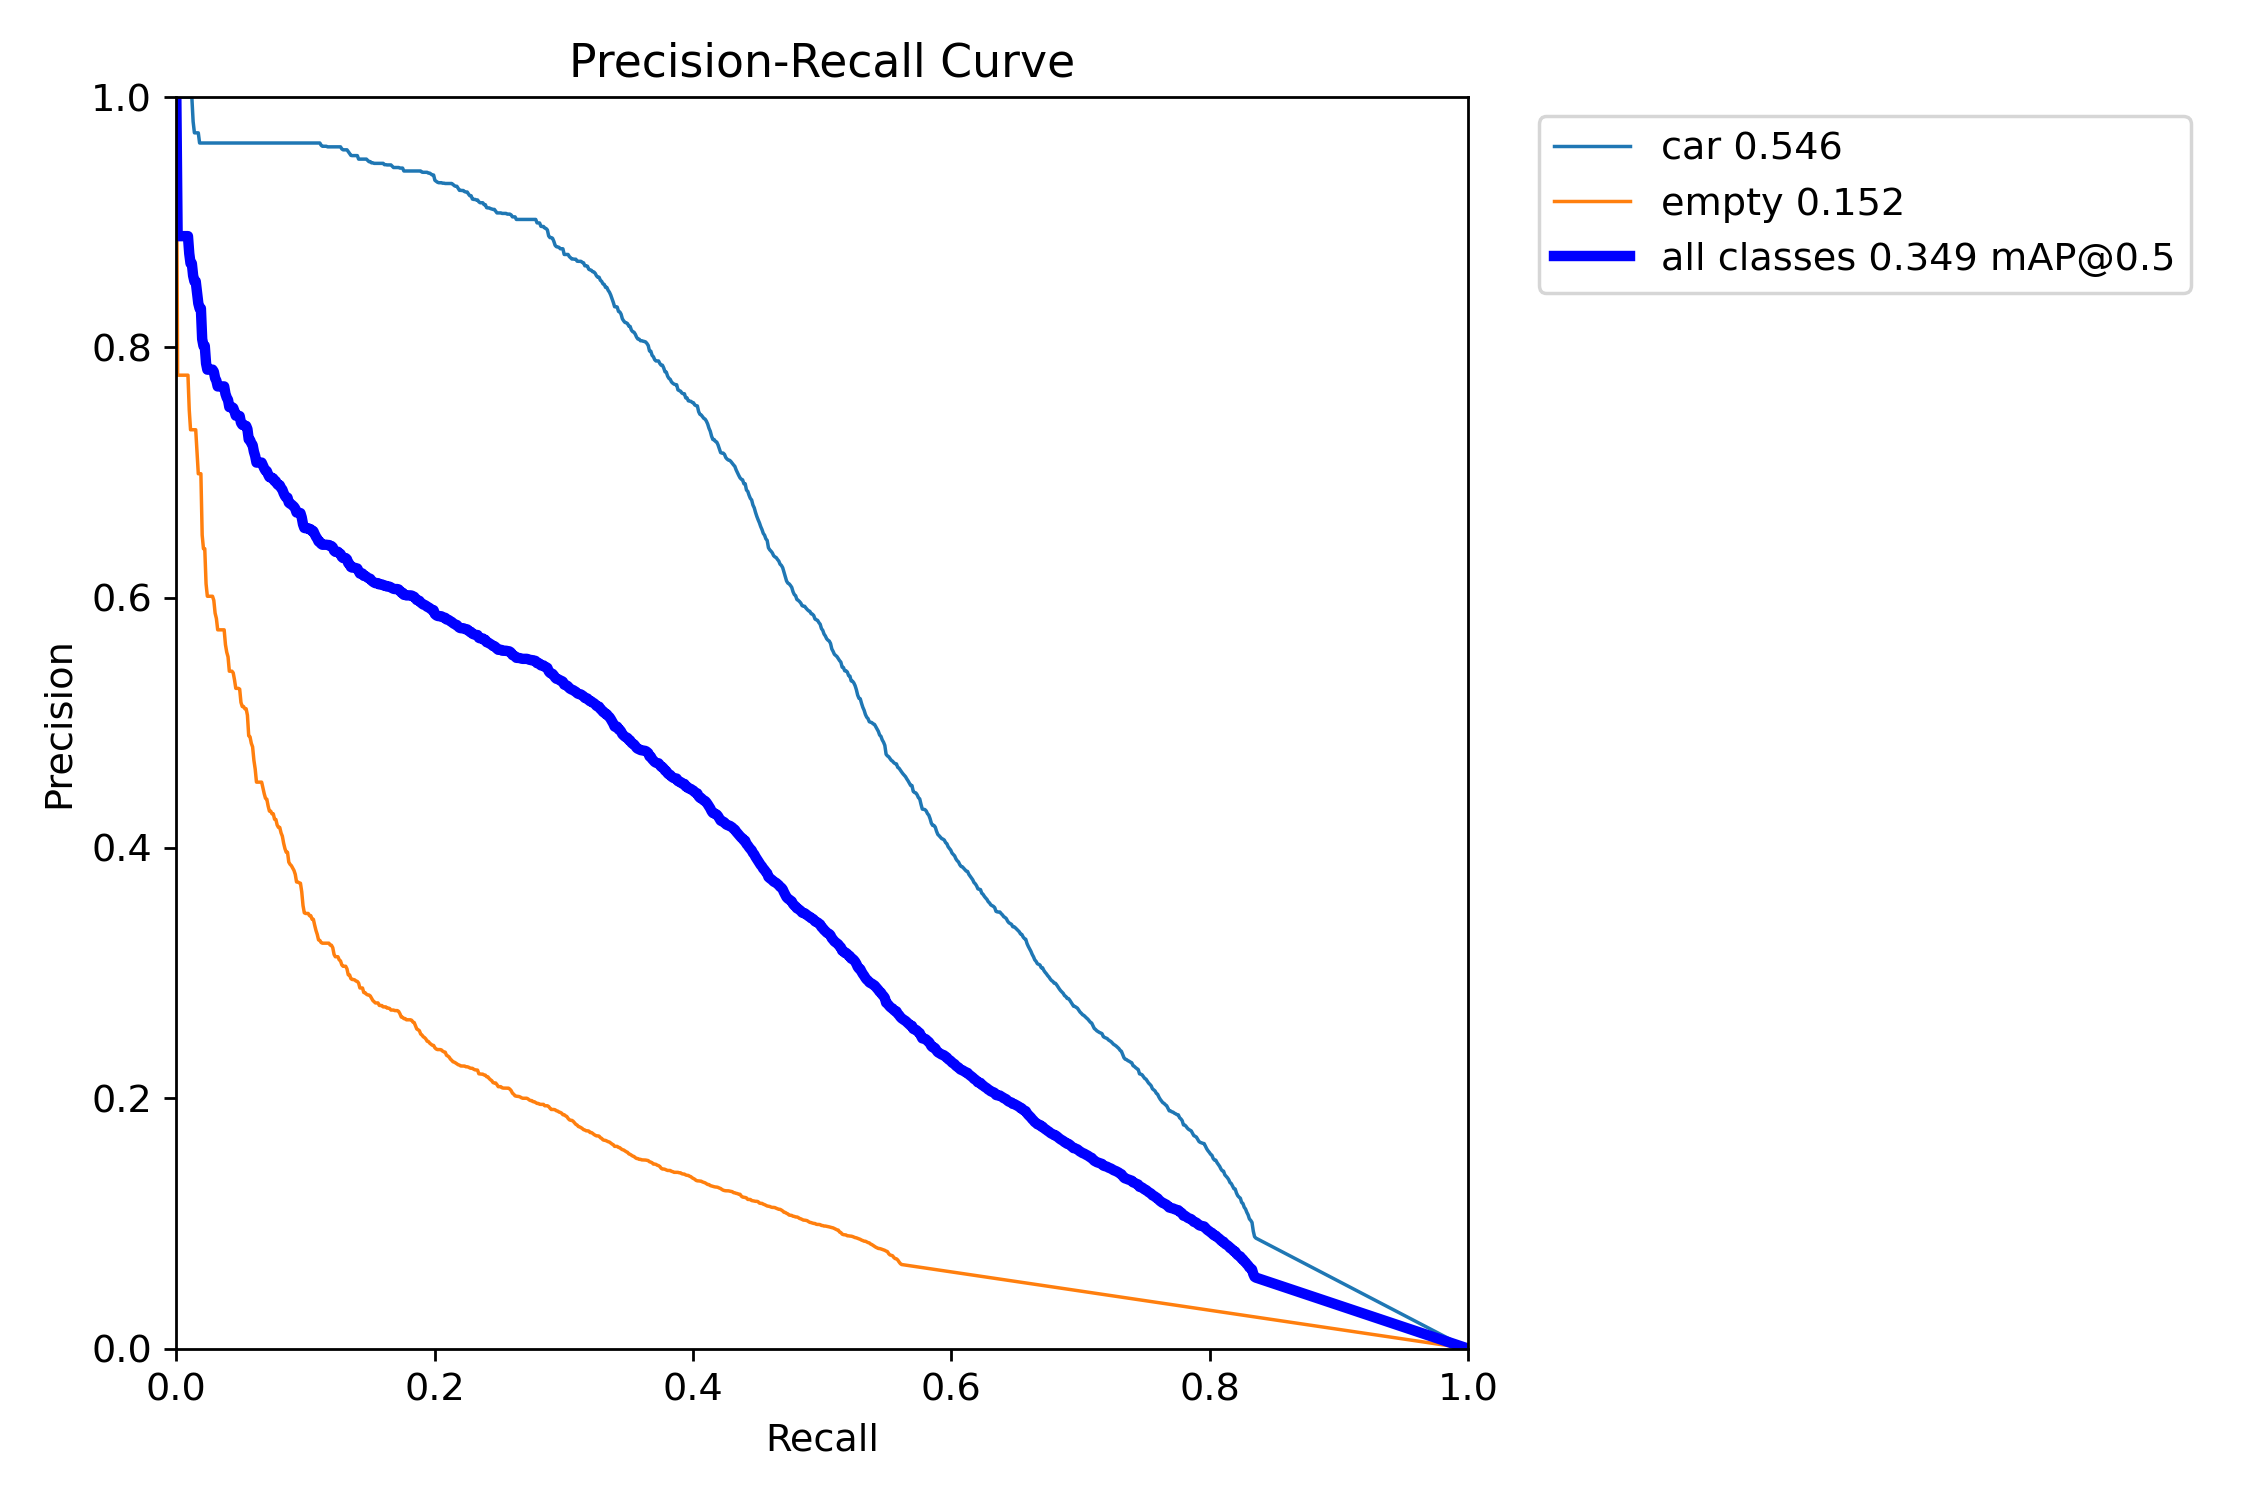 Precision-Recall Curve
car 0.546
empty 0.152
all classes 0.349 mAP@0.5
Precision
1.0
0.8
0.6
0.4
0.2
0.0
0.0 0.2 0.4 0.6 0.8 1.0
Recall